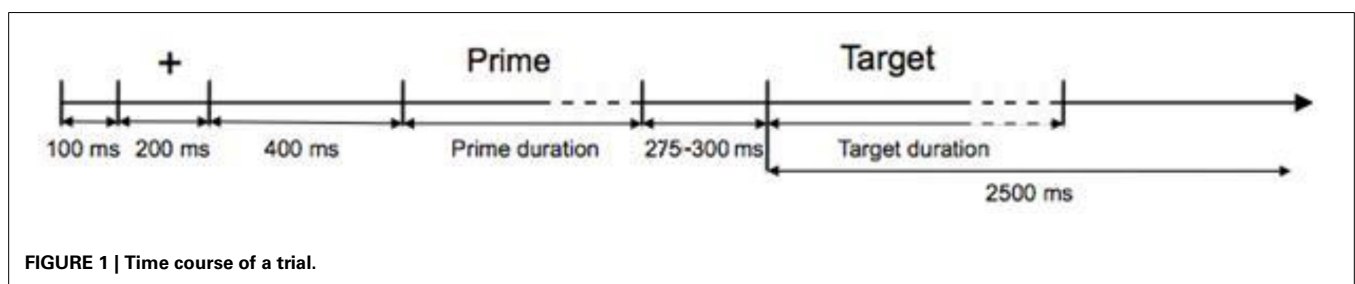 + Prime Target
100 ms 200 ms 400 ms Prime duration 275-300 ms Target duration
2500 ms
FIGURE 1 | Time course of a trial.